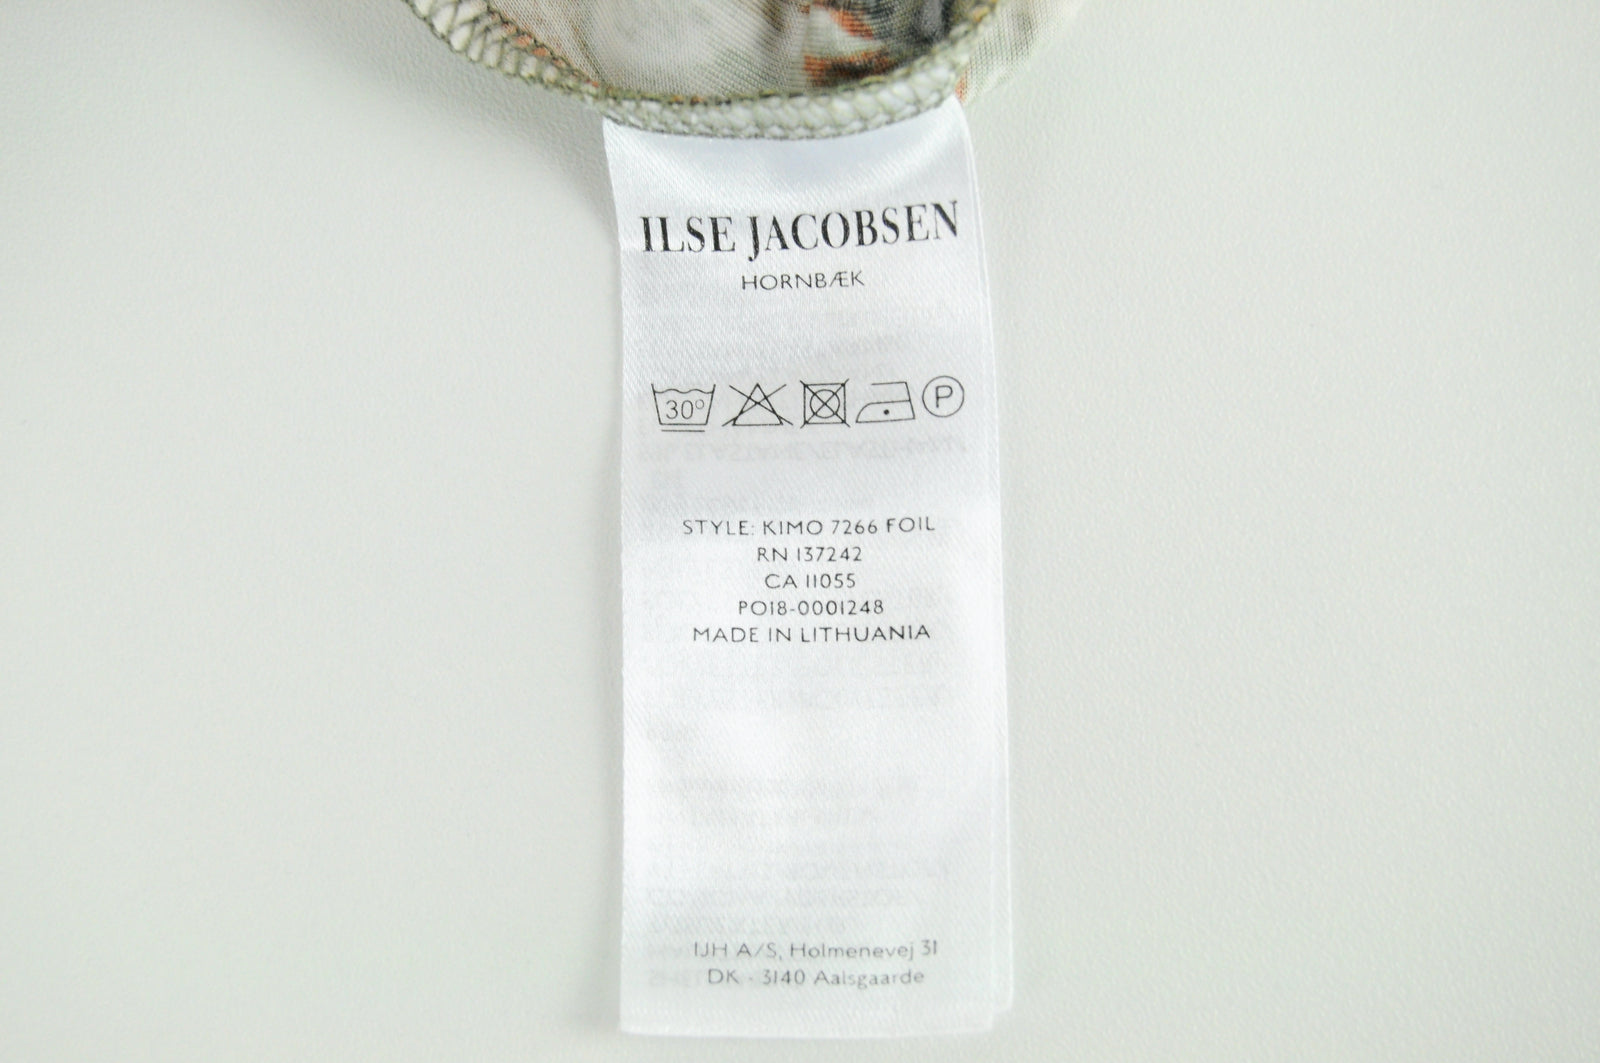 ILSE JACOBSEN
HORNBÆK
30° P
STYLE: KIMO 7266 FOIL
RN 137242
CA 11055
PO18-0001248
MADE IN LITHUANIA
IJH A/S, Holmenevej 31
DK - 3140 Aalsgaarde